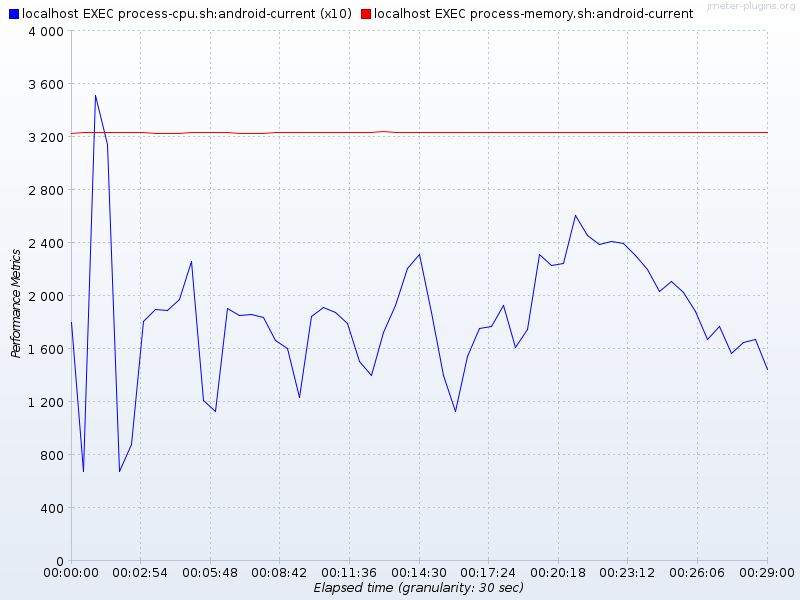 localhost EXEC process-cpu.sh:android-current (x10) localhost EXEC process-memory.sh:android-current
jmeter-plugins.org
4 000
3 600
3 200
2 800
2 400
2 000
1 600
1 200
800
400
0
Performance Metrics
00:00:00 00:02:54 00:05:48 00:08:42 00:11:36 00:14:30 00:17:24 00:20:18 00:23:12 00:26:06 00:29:00
Elapsed time (granularity: 30 sec)